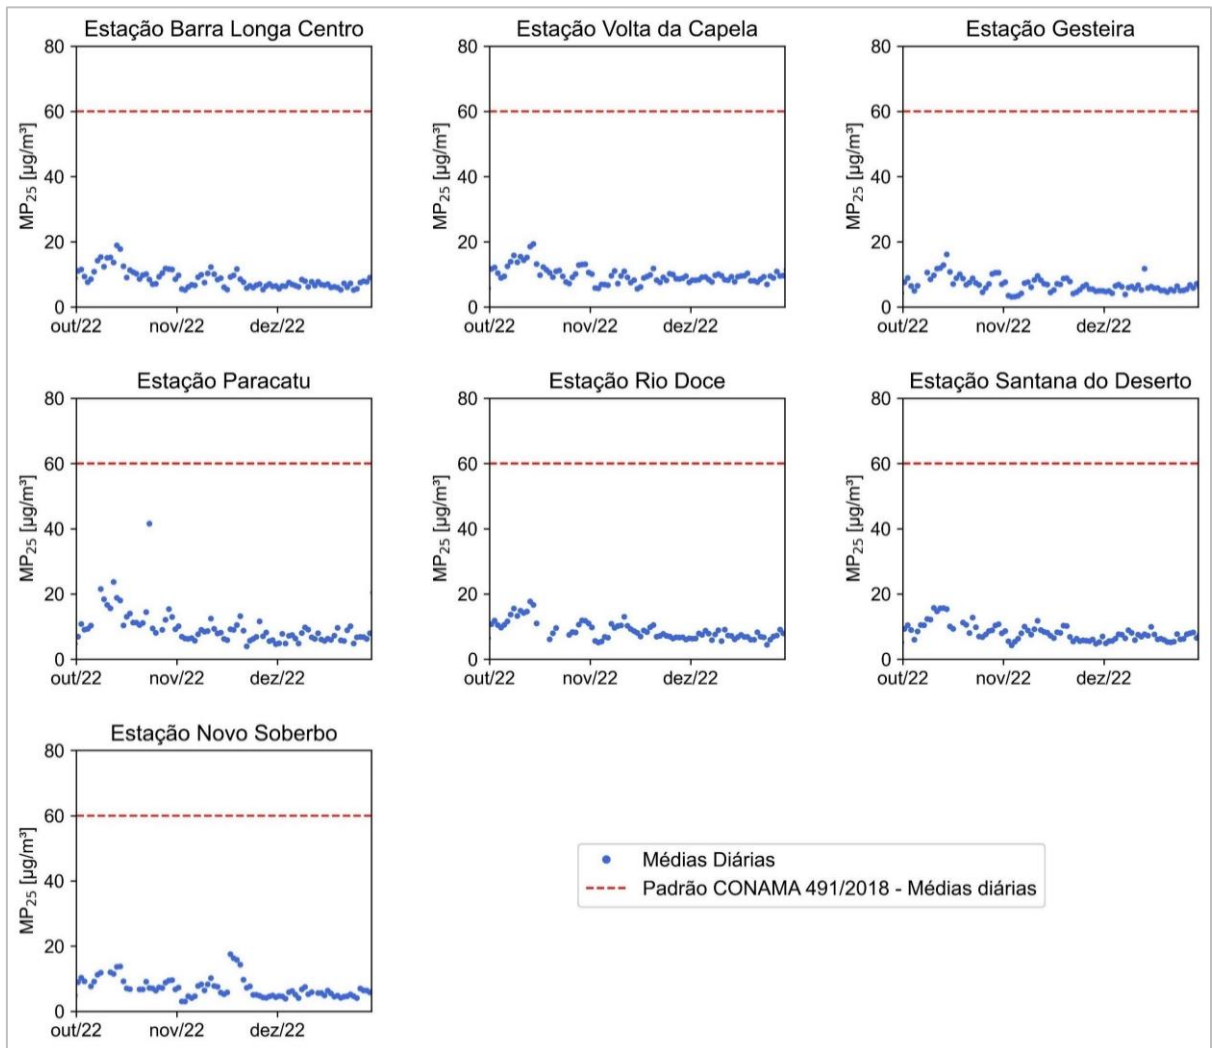 Estação Barra Longa Centro
80
60
40
20
0
MP25 [µg/m³]
out/22 nov/22 dez/22
Estação Volta da Capela
80
60
40
20
0
MP25 [µg/m³]
out/22 nov/22 dez/22
Estação Gesteira
80
60
40
20
0
MP25 [µg/m³]
out/22 nov/22 dez/22
Estação Paracatu
80
60
40
20
0
MP25 [µg/m³]
out/22 nov/22 dez/22
Estação Rio Doce
80
60
40
20
0
MP25 [µg/m³]
out/22 nov/22 dez/22
Estação Santana do Deserto
80
60
40
20
0
MP25 [µg/m³]
out/22 nov/22 dez/22
Estação Novo Soberbo
80
60
40
20
0
MP25 [µg/m³]
out/22 nov/22 dez/22
Médias Diárias
Padrão CONAMA 491/2018 - Médias diárias